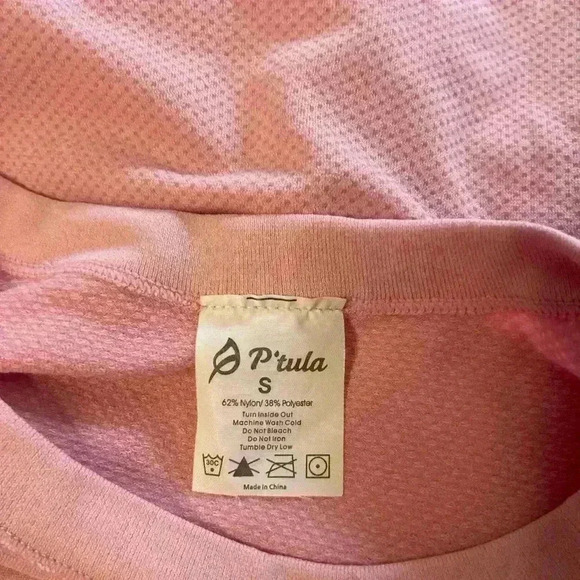 P'tula
S
62% Nylon/ 38% Polyester
Turn Inside Out
Machine Wash Cold
Do Not Bleach
Do Not Iron
Tumble Dry Low
30C
Made in China